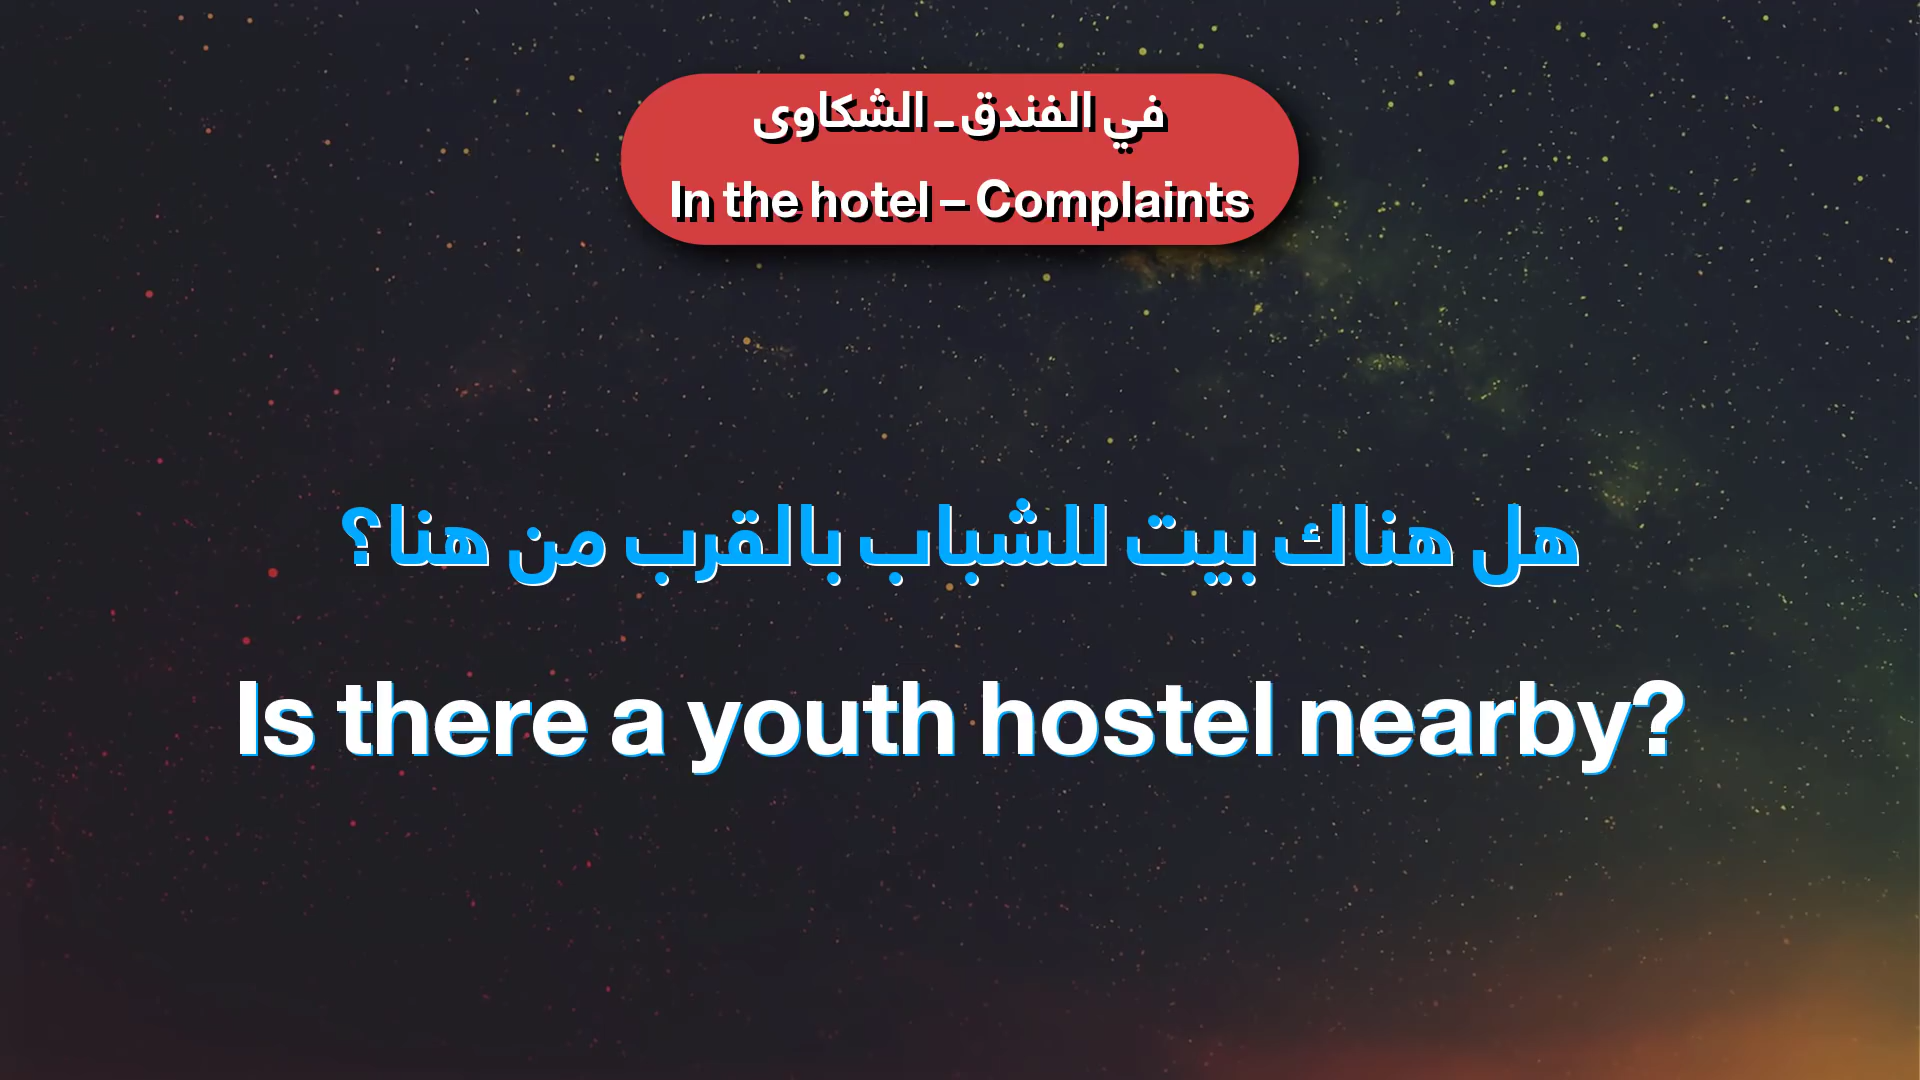 في الفندق ـ الشكاوى
In the hotel – Complaints
هل هناك بيت للشباب بالقرب من هنا؟
Is there a youth hostel nearby?